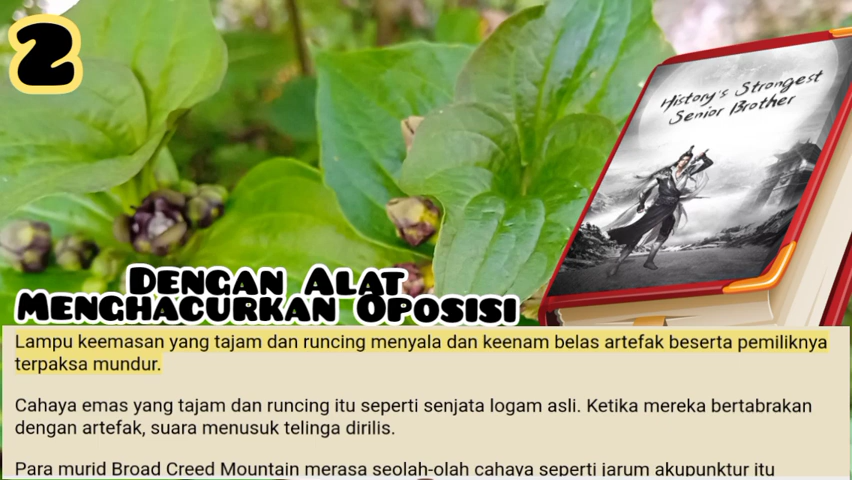 2
History's Strongest
Senior Brother
DENGAN ALAT
MENGHACURKAN OPOSISI
Lampu keemasan yang tajam dan runcing menyala dan keenam belas artefak beserta pemiliknya
terpaksa mundur.
Cahaya emas yang tajam dan runcing itu seperti senjata logam asli. Ketika mereka bertabrakan
dengan artefak, suara menusuk telinga dirilis.
Para murid Broad Creed Mountain merasa seolah-olah cahaya seperti jarum akupunktur itu